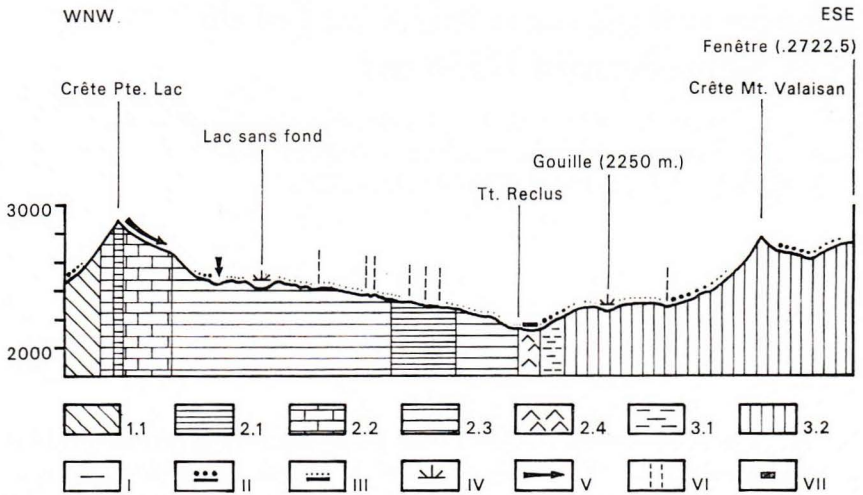 WNW.
ESE
Fenêtre (.2722.5)
Crête Pte. Lac
Crête Mt. Valaisan
Lac sans fond
Gouille (2250 m.)
Tt. Reclus
3000
2000
1.1 2.1 2.2 2.3 2.4 3.1 3.2
I II III IV V VI VII